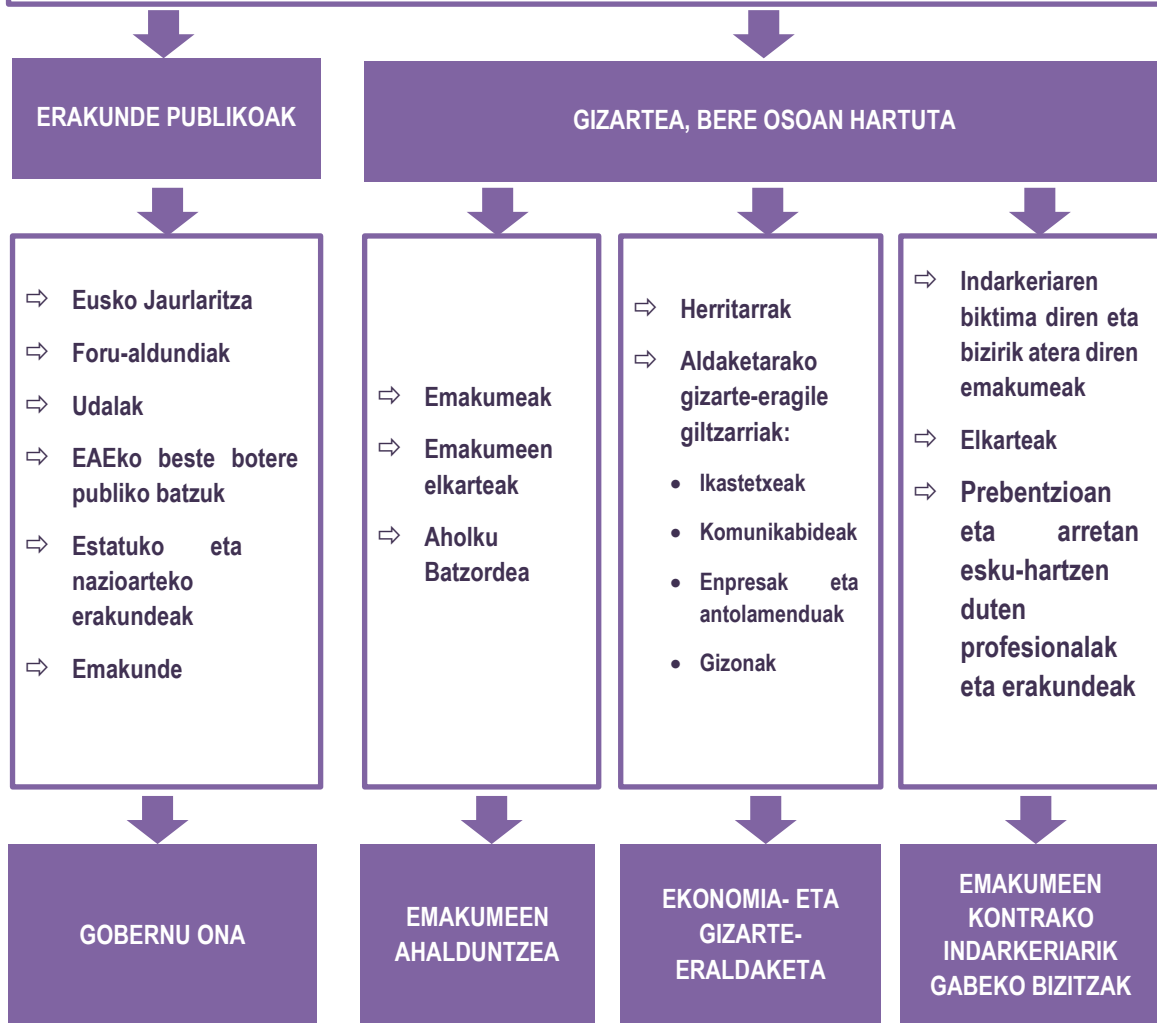 ERAKUNDE PUBLIKOAK
GIZARTEA, BERE OSOAN HARTUTA
⇨ Eusko Jaurlaritza
⇨ Foru-aldundiak
⇨ Udalak
⇨ EAEko beste botere
publiko batzuk
⇨ Estatuko eta
nazioarteko
erakundeak
⇨ Emakunde
⇨ Emakumeak
⇨ Emakumeen
elkarteak
⇨ Aholku
Batzordea
⇨ Herritarrak
⇨ Aldaketarako
gizarte-eragile
giltzarriak:
• Ikastetxeak
• Komunikabideak
• Enpresak eta
antolamenduak
• Gizonak
⇨ Indarkeriaren
biktima diren eta
bizirik atera diren
emakumeak
⇨ Elkarteak
⇨ Prebentzioan
eta arretan
esku-hartzen
duten
profesionalak
eta erakundeak
GOBERNU ONA
EMAKUMEEN
AHALDUNTZEA
EKONOMIA- ETA
GIZARTE-
ERALDAKETA
EMAKUMEEN
KONTRAKO
INDARKERIARIK
GABEKO BIZITZAK